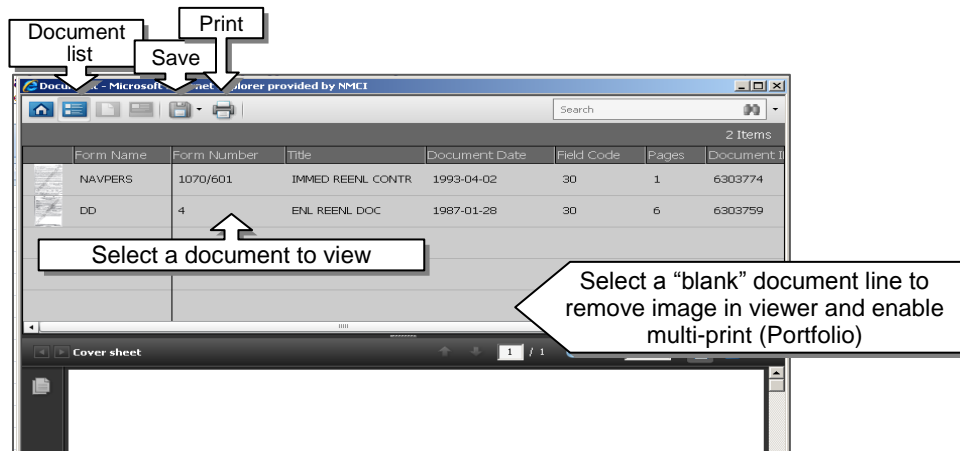 Document
list
Save
Print
Docu - Microsoft net plorer provided by NMCI
Search
2 Items
Form Name Form Number Title Document Date Field Code Pages Document I
NAVPERS 1070/601 IMMED REENL CONTR 1993-04-02 30 1 6303774
DD 4 ENL REENL DOC 1987-01-28 30 6 6303759
Select a document to view
Select a “blank” document line to
remove image in viewer and enable
multi-print (Portfolio)
Cover sheet 1 / 1